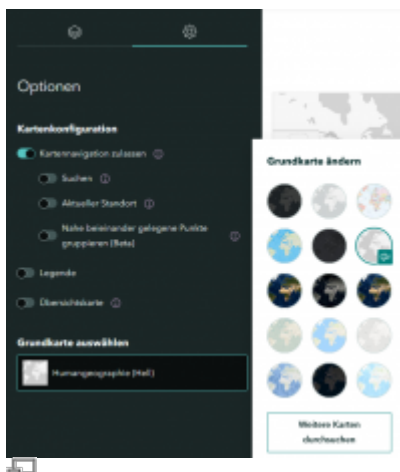 Optionen
Kartenkonfiguration
Kartennavigation zulassen
Suchen
Aktueller Standort
Nahe beieinander gelegene Punkte
gruppieren (Beta)
Legende
Übersichtskarte
Grundkarte auswählen
Humangeographie (Hell)
Grundkarte ändern
Weitere Karten
durchsuchen